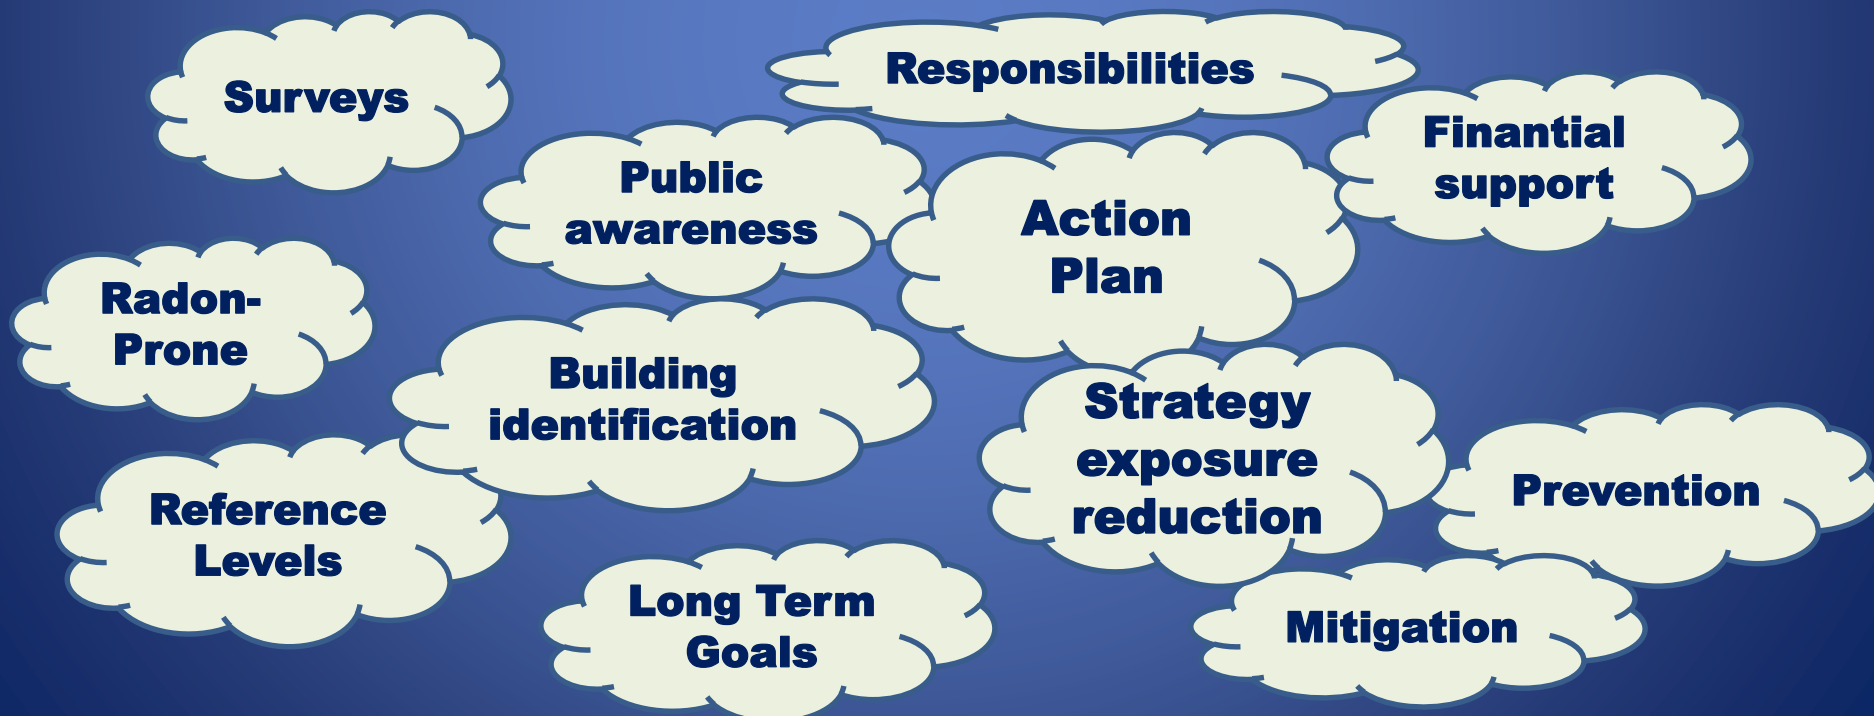 Surveys
Responsibilities
Finantial
support
Public
awareness
Action
Plan
Radon-
Prone
Building
identification
Strategy
exposure
reduction
Prevention
Reference
Levels
Long Term
Goals
Mitigation